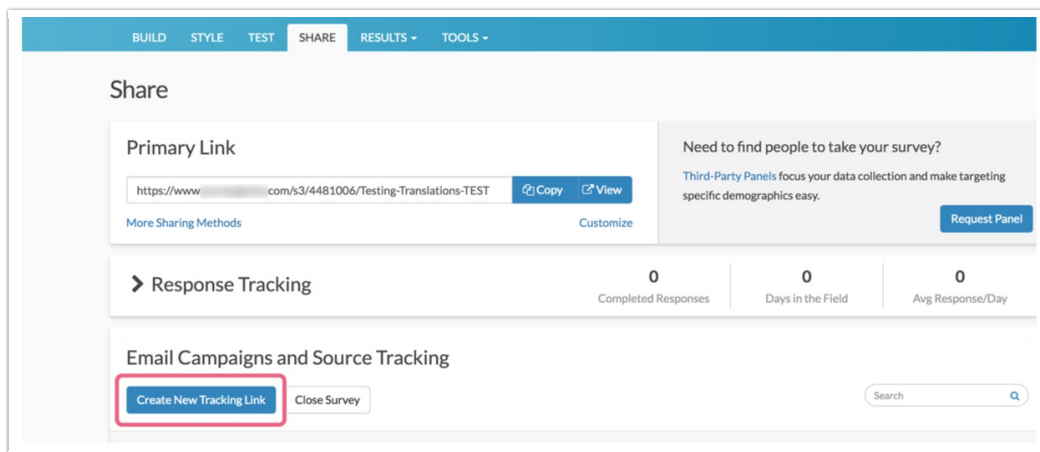 BUILD STYLE TEST SHARE RESULTS TOOLS
Share
Primary Link
https://www com/s3/4481006/Testing-Translations-TEST Copy View
More Sharing Methods Customize
Need to find people to take your survey?
Third-Party Panels focus your data collection and make targeting
specific demographics easy.
Request Panel
Response Tracking
0 0 0
Completed Responses Days in the Field Avg Response/Day
Email Campaigns and Source Tracking
Create New Tracking Link Close Survey Search